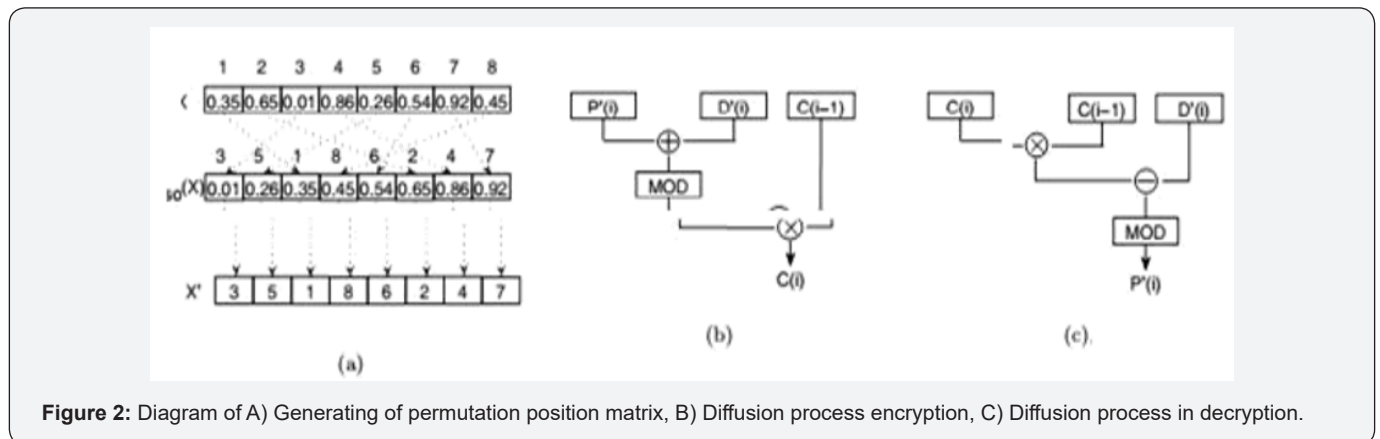 1 2 3 4 5 6 7 8
0.35 0.65 0.01 0.86 0.26 0.54 0.92 0.45
3 5 1 8 6 2 4 7
(X) 0.01 0.26 0.35 0.45 0.54 0.65 0.86 0.92
X' 3 5 1 8 6 2 4 7
(a)
P'(i) D'(i) C(i-1)
MOD
C(i)
(b)
C(i) C(i-1) D'(i)
MOD
P'(i)
(c).
Figure 2: Diagram of A) Generating of permutation position matrix, B) Diffusion process encryption, C) Diffusion process in decryption.